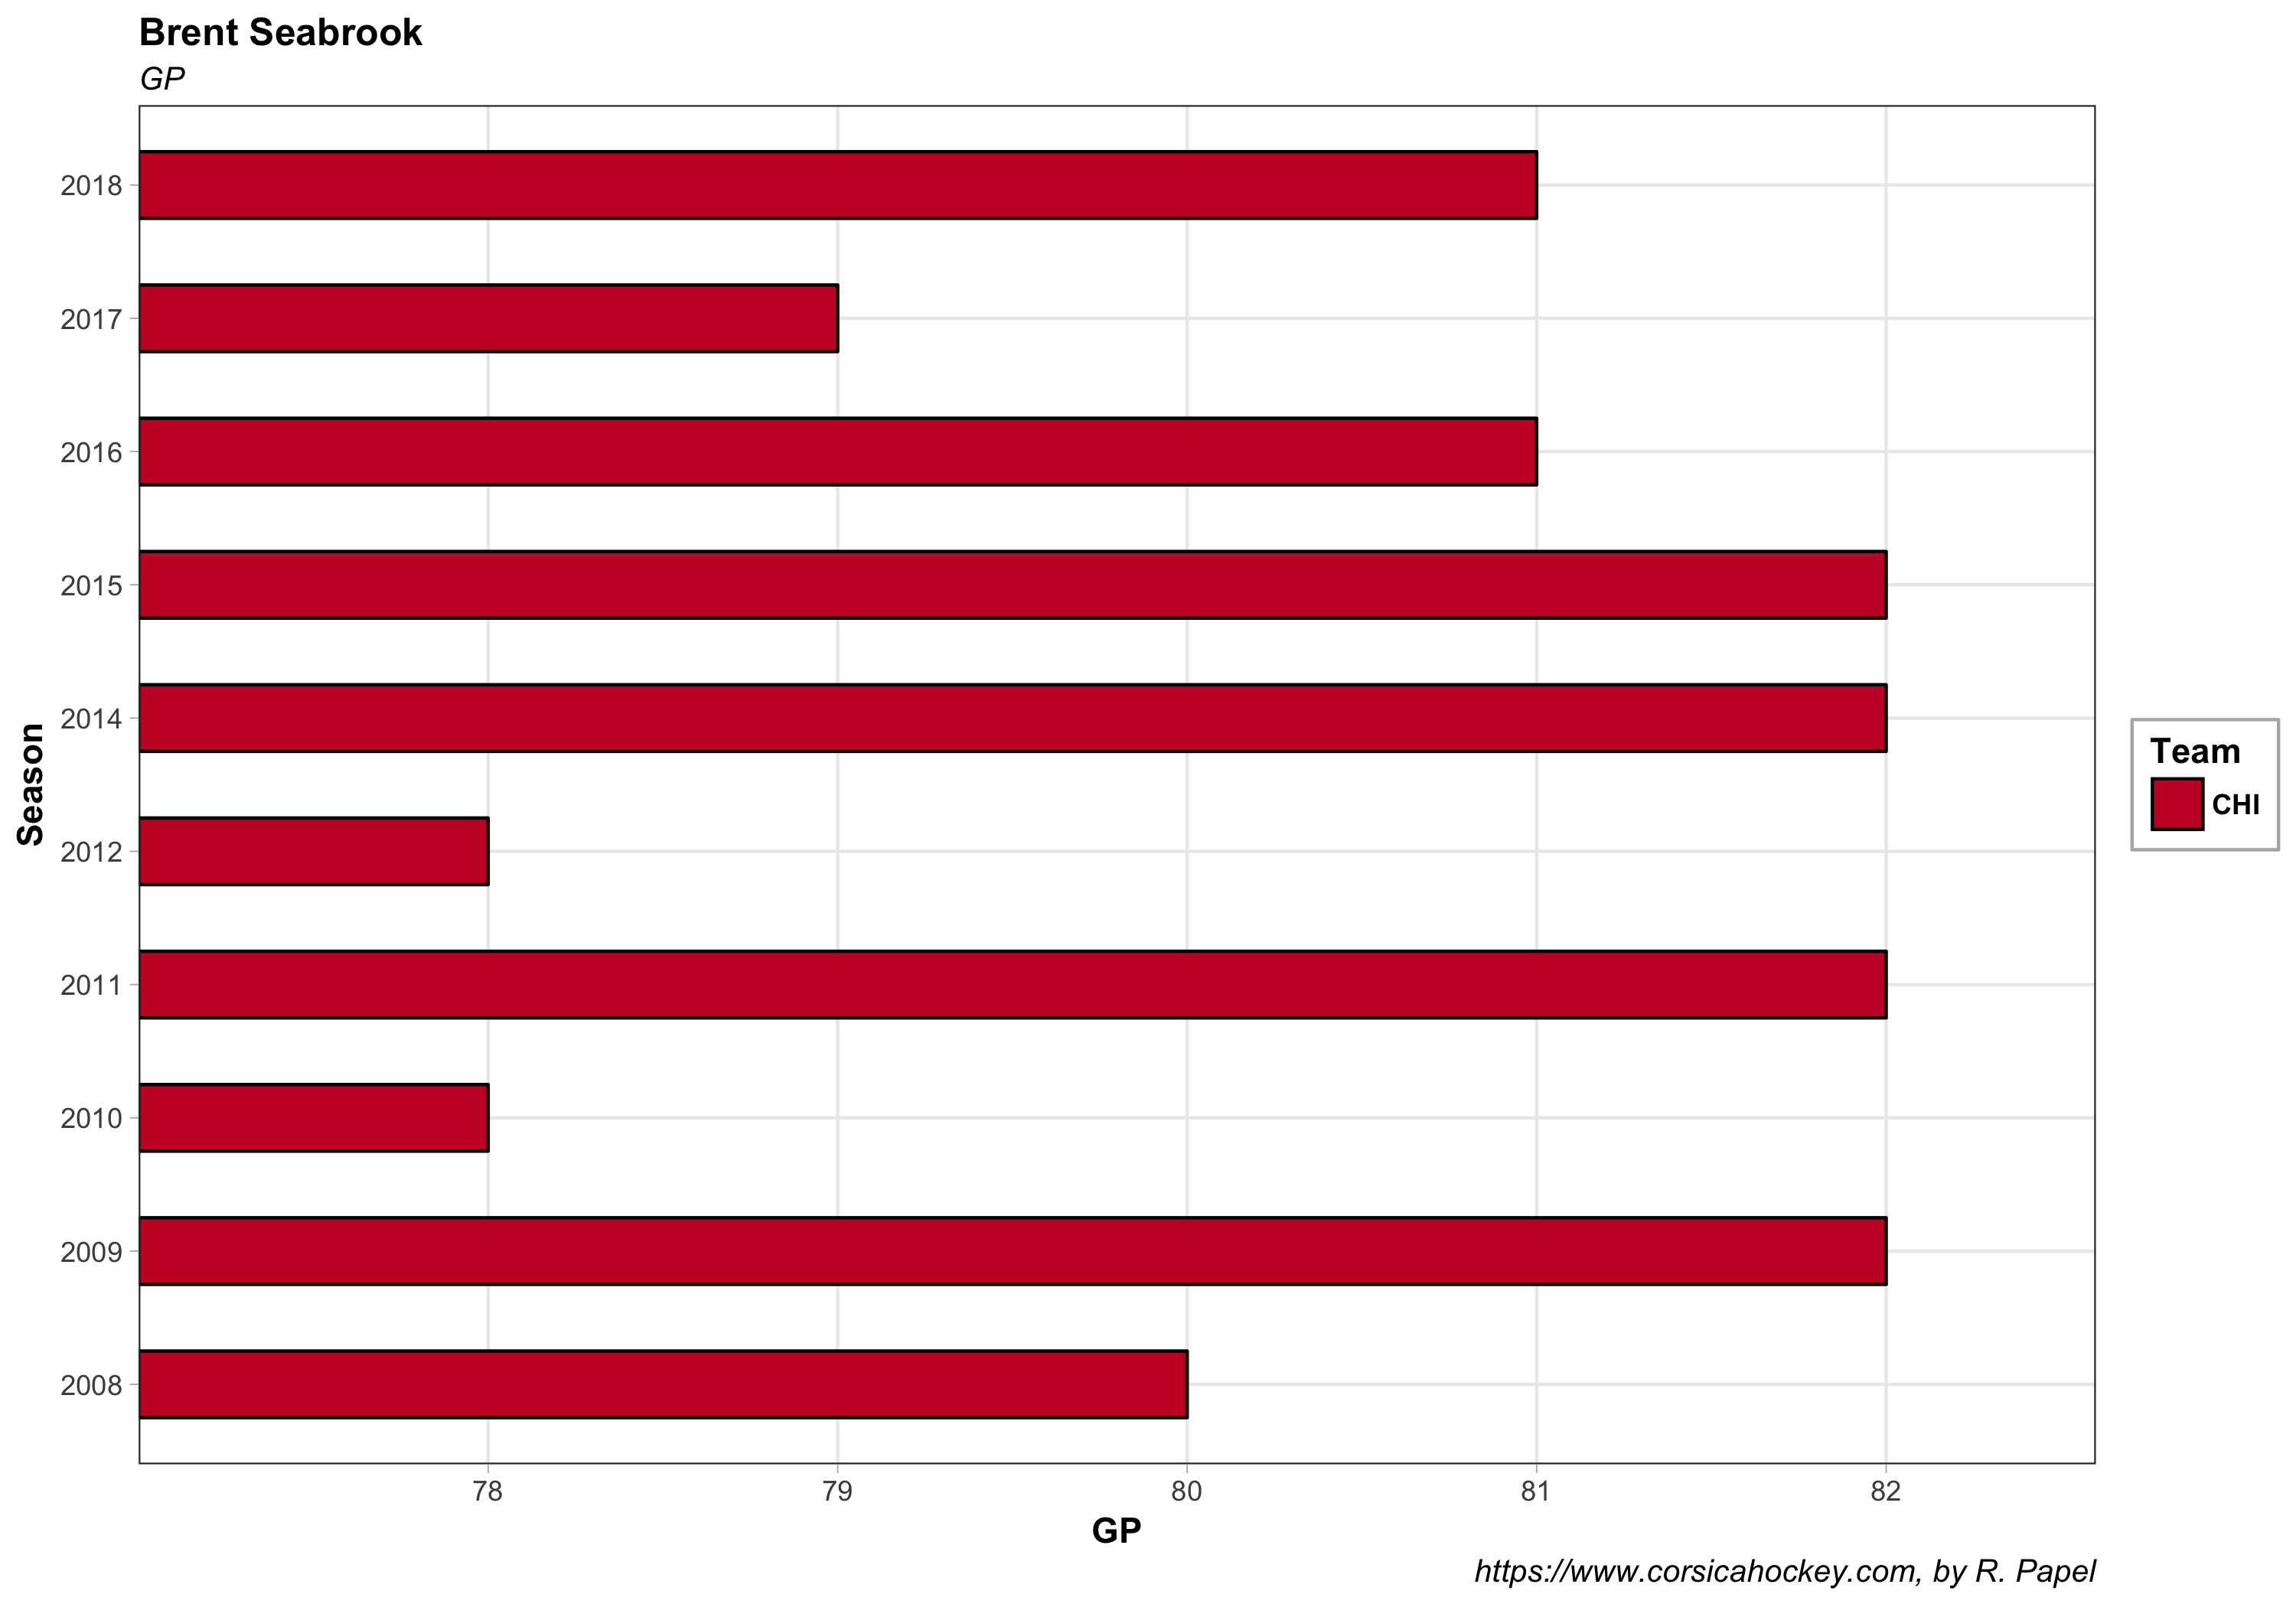 Brent Seabrook
GP
2018
2017
2016
2015
2014
2012
2011
2010
2009
2008
Season
78 79 80 81 82
GP
Team
CHI
https://www.corsicahockey.com, by R. Papel